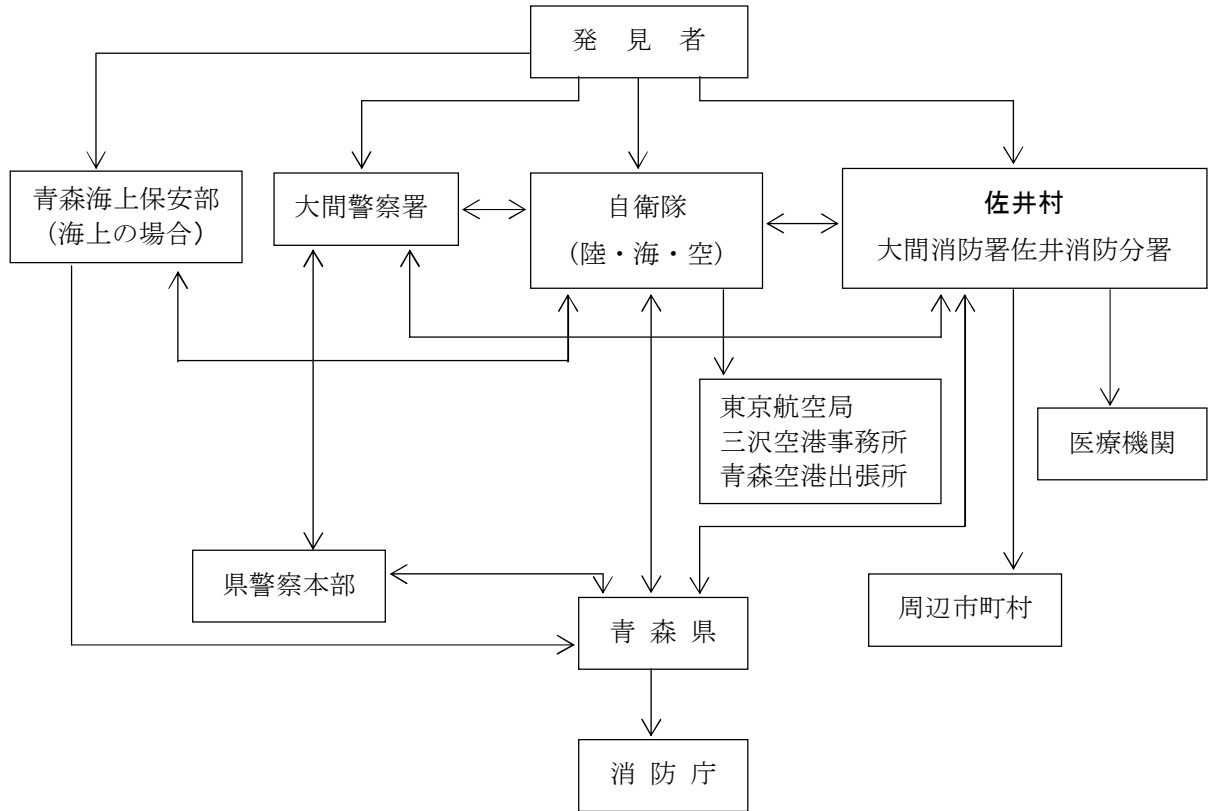 発見者
青森海上保安部
(海上の場合)
大間警察署
自衛隊
(陸・海・空)
佐井村
大間消防署佐井消防分署
東京航空局
三沢空港事務所
青森空港出張所
医療機関
県警察本部
青森県
周辺市町村
消防庁